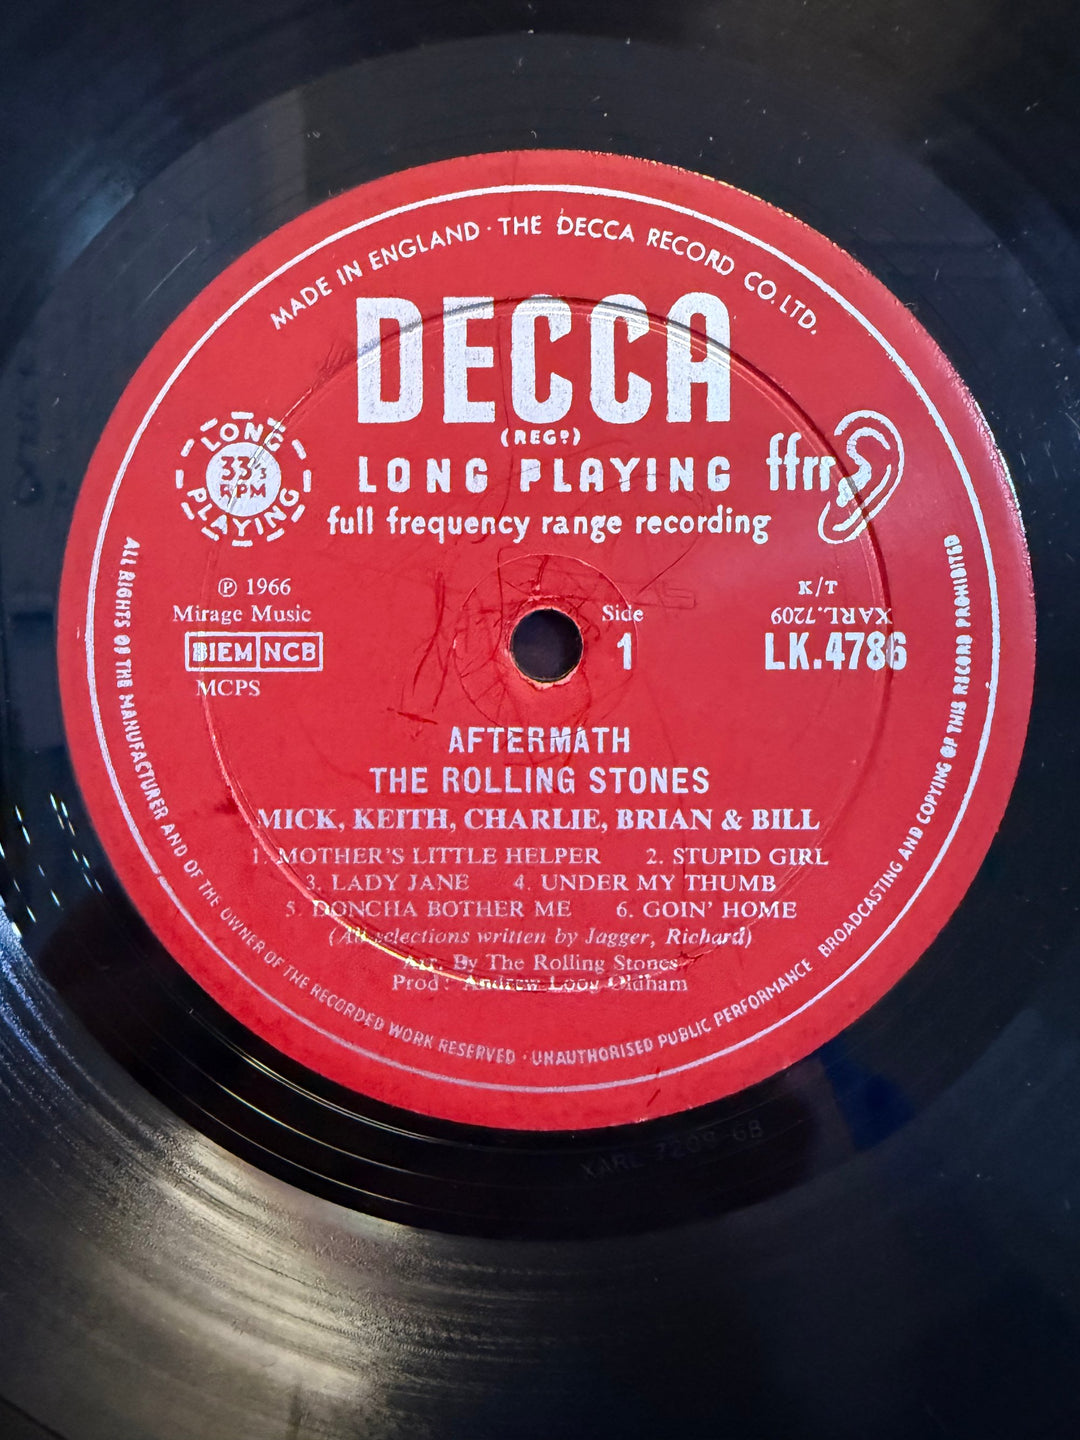 MADE IN ENGLAND · THE DECCA RECORD CO. LTD.
DECCA
(REGD)
LONG PLAYING
ffrr
full frequency range recording
LONG
33 1/3
RPM
PLAYING
℗ 1966
Mirage Music
BIEM NCB
MCPS
Side
1
K/T
XARL.7209
LK.4786
AFTERMATH
THE ROLLING STONES
MICK, KEITH, CHARLIE, BRIAN & BILL
1. MOTHER'S LITTLE HELPER 2. STUPID GIRL
3. LADY JANE 4. UNDER MY THUMB
5. DONCHA BOTHER ME 6. GOIN' HOME
(All selections written by Jagger, Richard)
Arr. By The Rolling Stones
Prod: Andrew Loog Oldham
ALL RIGHTS OF THE MANUFACTURER AND OF THE OWNER OF THE RECORDED WORK RESERVED · UNAUTHORISED PUBLIC PERFORMANCE BROADCASTING AND COPYING OF THIS RECORD PROHIBITED
XARL 7209-6B